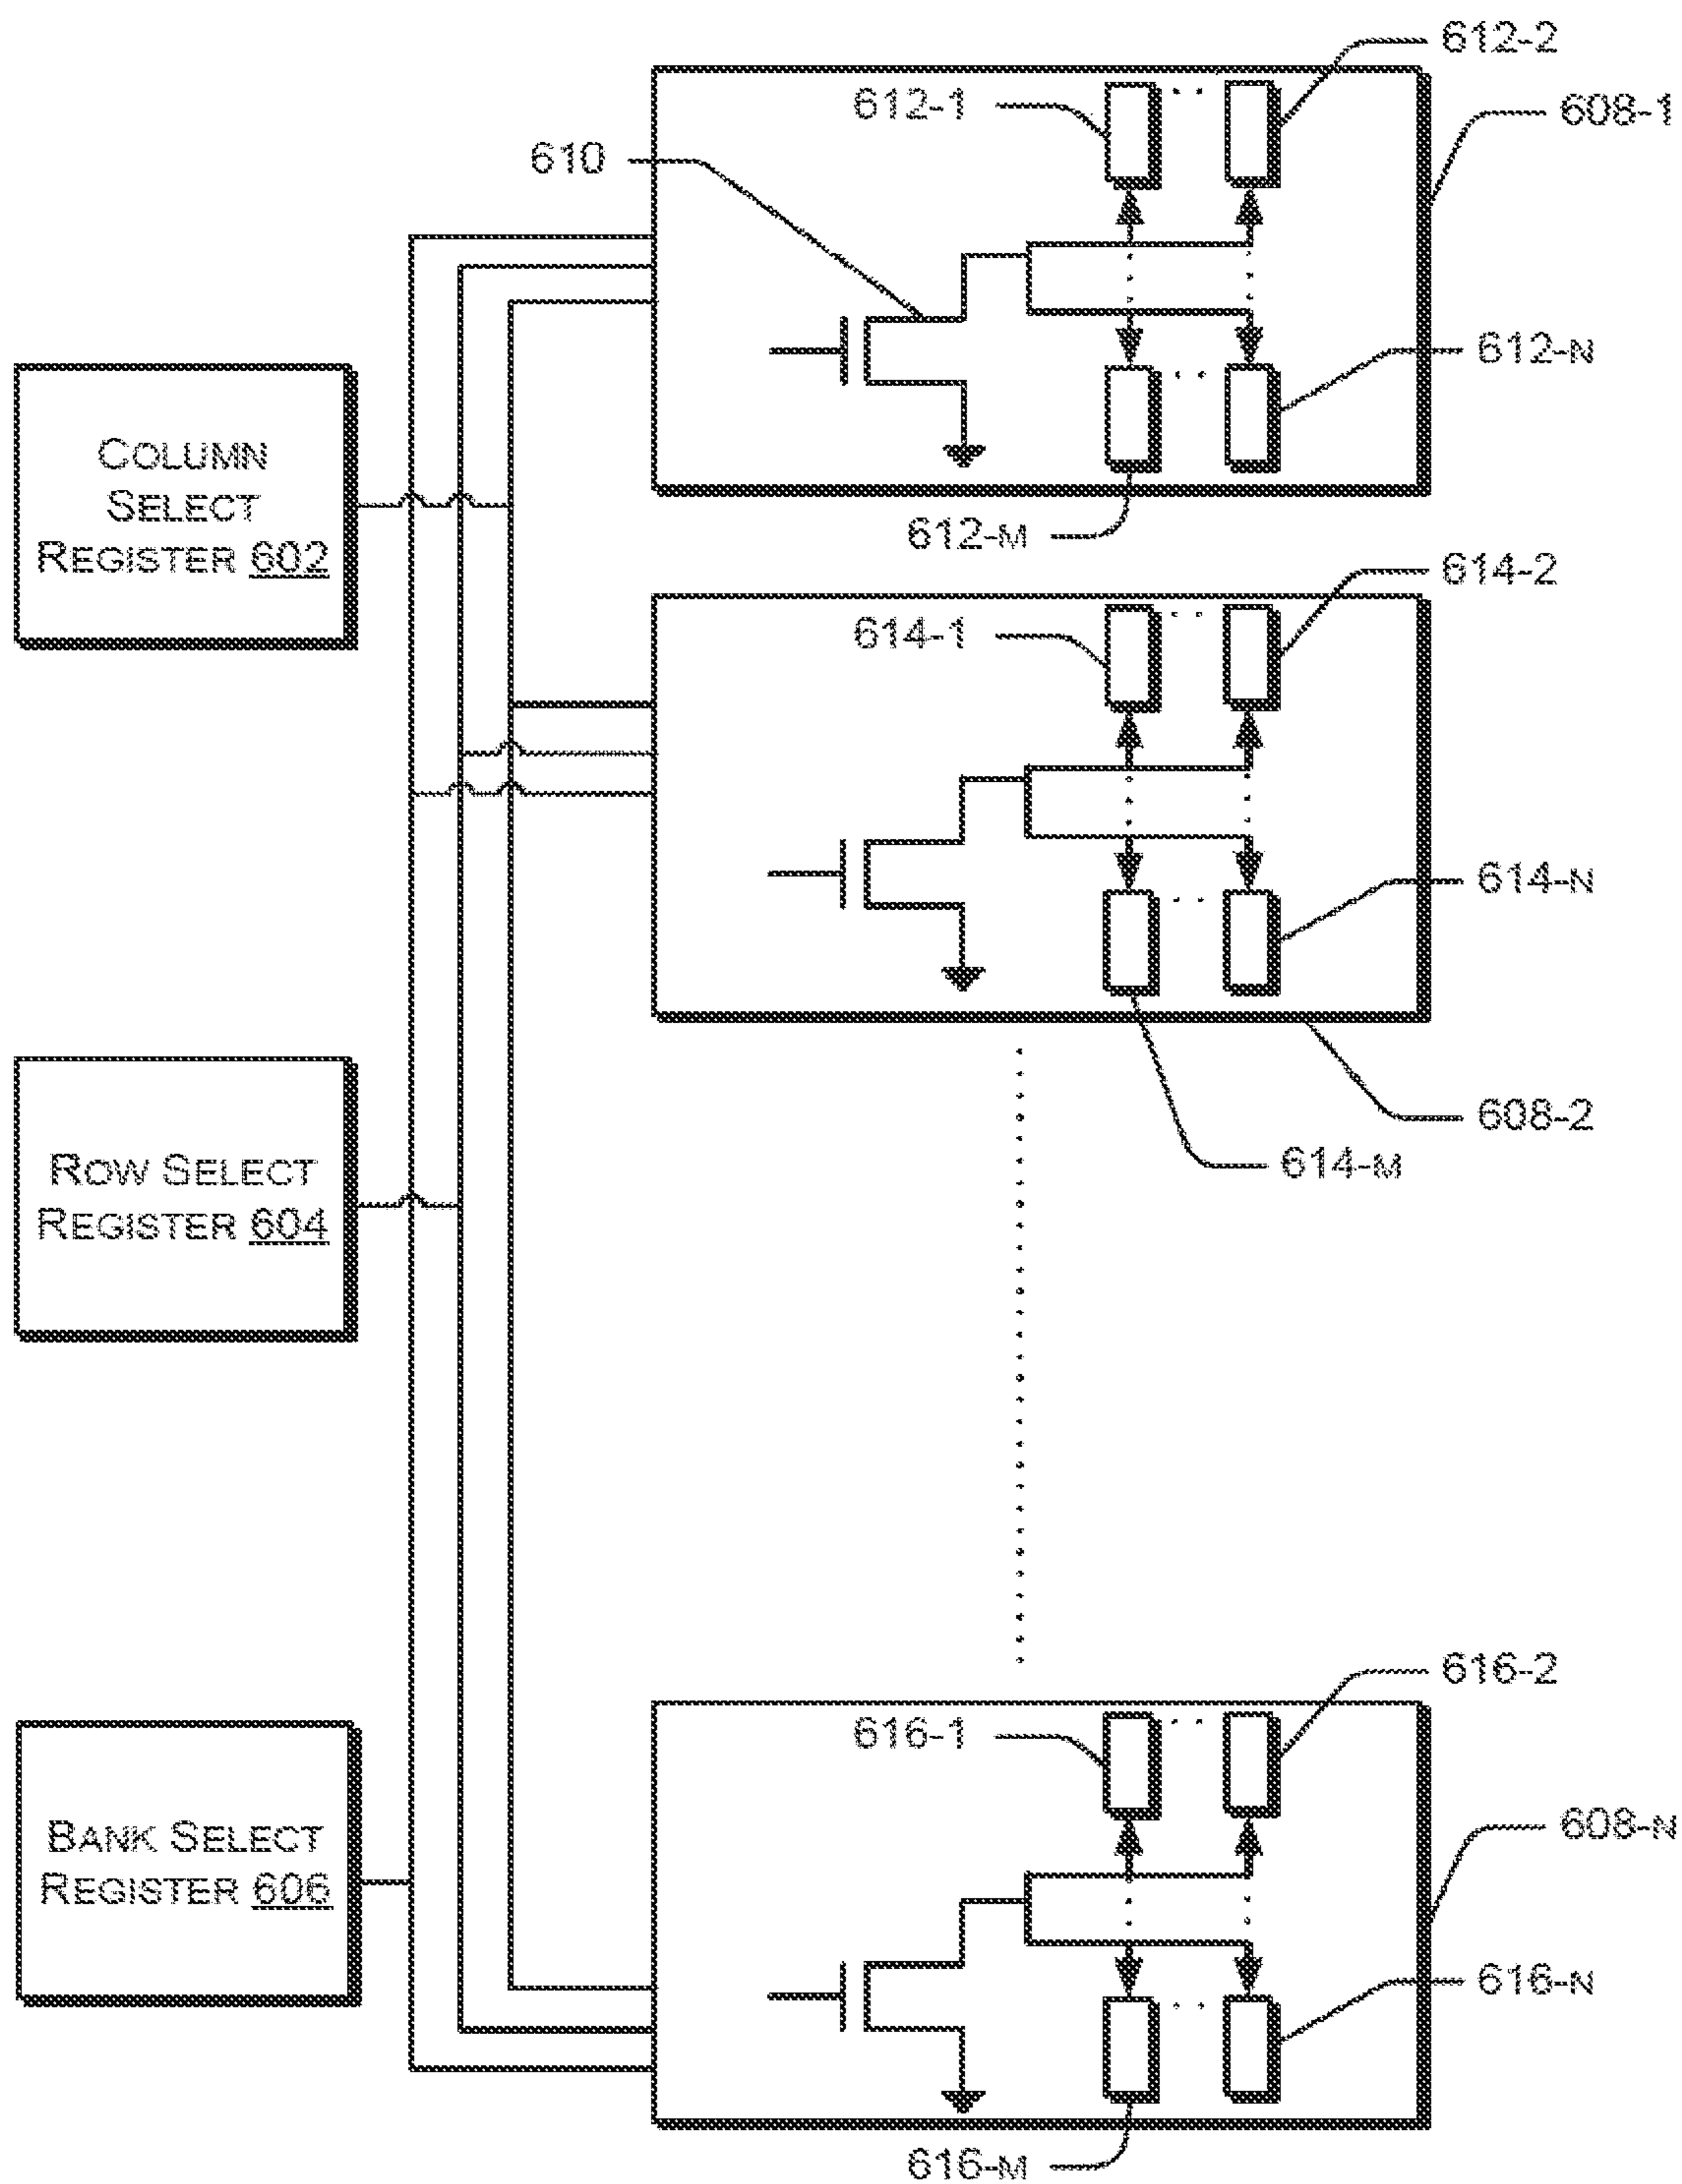 612-2
612-1
608-1
610
612-N
COLUMN
SELECT
REGISTER 602
612-M
614-2
614-1
614-N
608-2
614-M
ROW SELECT
REGISTER 604
616-2
616-1
608-N
BANK SELECT
REGISTER 606
616-N
616-M